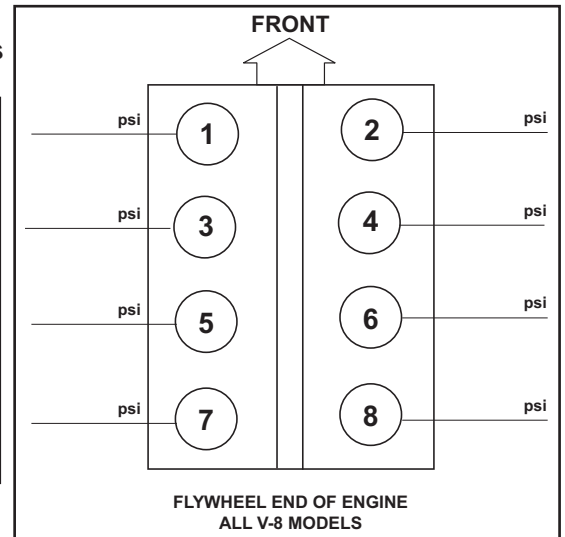 FRONT
S
psi 1 2 psi
psi 3 4 psi
psi 5 6 psi
psi 7 8 psi
FLYWHEEL END OF ENGINE
ALL V-8 MODELS